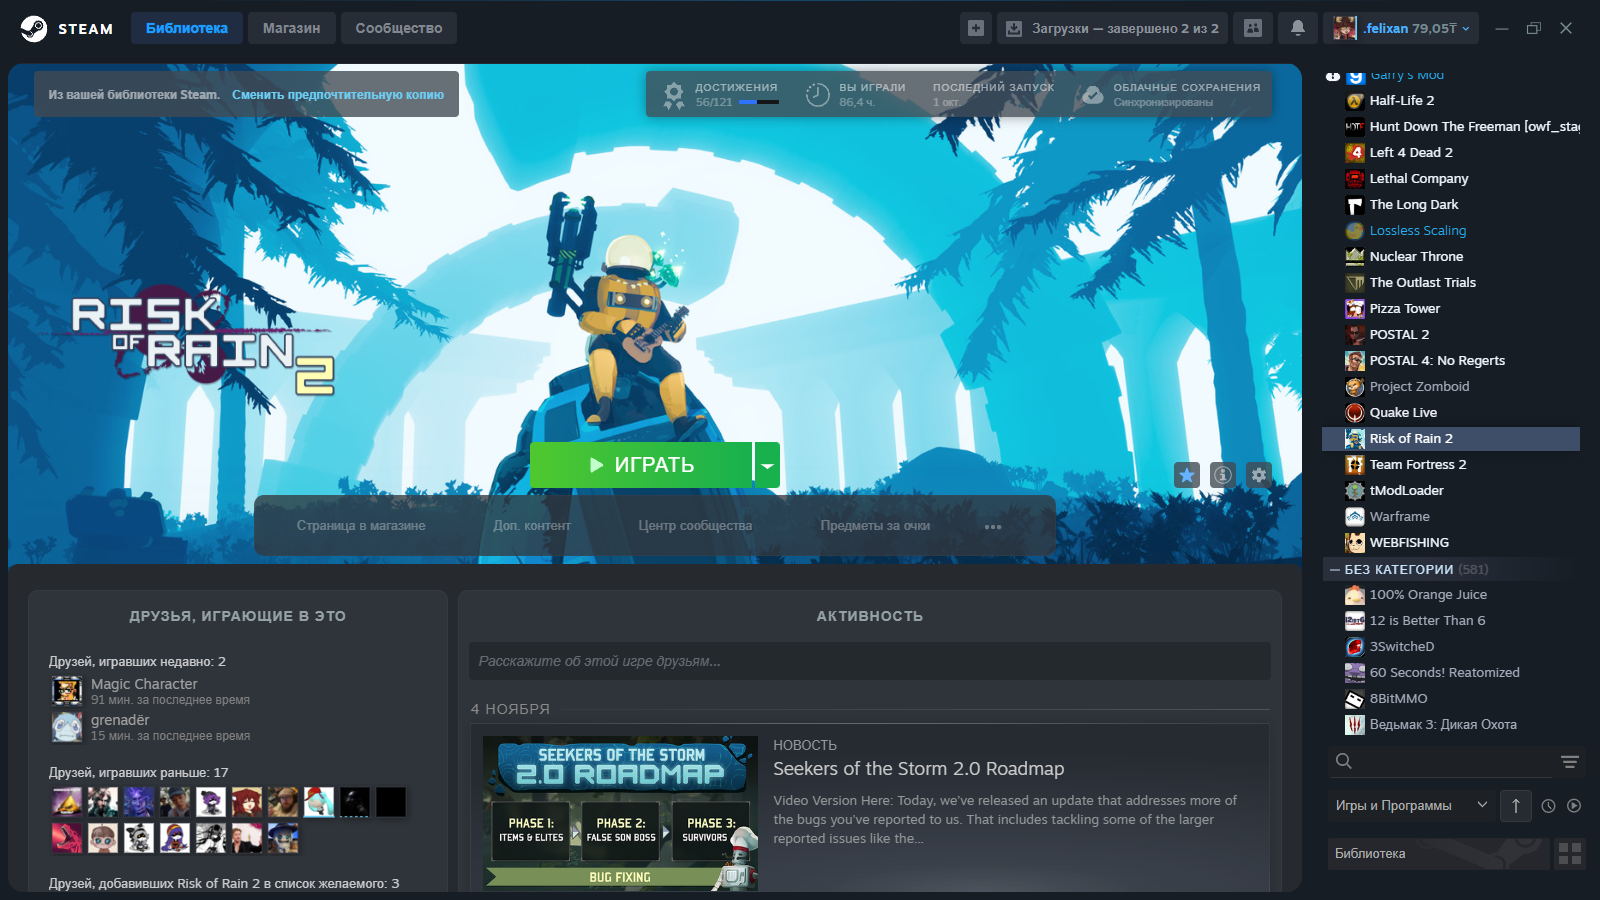 STEAM
Библиотека
Магазин
Сообщество
Загрузки — завершено 2 из 2
.felixan 79,05₸
Из вашей библиотеки Steam. Сменить предпочтительную копию
ДОСТИЖЕНИЯ
56/121
ВЫ ИГРАЛИ
86,4 ч.
ПОСЛЕДНИЙ ЗАПУСК
1 окт.
ОБЛАЧНЫЕ СОХРАНЕНИЯ
Синхронизированы
RISK
OF RAIN
2
ИГРАТЬ
Страница в магазине
Доп. контент
Центр сообщества
Предметы за очки
ДРУЗЬЯ, ИГРАЮЩИЕ В ЭТО
Друзей, игравших недавно: 2
Magic Character
91 мин. за последнее время
grenadёr
15 мин. за последнее время
Друзей, игравших раньше: 17
Друзей, добавивших Risk of Rain 2 в список желаемого: 3
АКТИВНОСТЬ
Расскажите об этой игре друзьям...
4 НОЯБРЯ
SEEKERS OF THE STORM
2.0 ROADMAP
PHASE 1:
ITEMS & ELITES
PHASE 2:
FALSE SON BOSS
PHASE 3:
SURVIVORS
BUG FIXING
НОВОСТЬ
Seekers of the Storm 2.0 Roadmap
Video Version Here: Today, we've released an update that addresses more of
the bugs you've reported to us. That includes tackling some of the larger
reported issues like the...
Garry's Mod
Half-Life 2
Hunt Down The Freeman [owf_sta
Left 4 Dead 2
Lethal Company
The Long Dark
Lossless Scaling
Nuclear Throne
The Outlast Trials
Pizza Tower
POSTAL 2
POSTAL 4: No Regerts
Project Zomboid
Quake Live
Risk of Rain 2
Team Fortress 2
tModLoader
Warframe
WEBFISHING
— БЕЗ КАТЕГОРИИ (581)
100% Orange Juice
12 is Better Than 6
3SwitcheD
60 Seconds! Reatomized
8BitMMO
Ведьмак 3: Дикая Охота
Игры и Программы
Библиотека